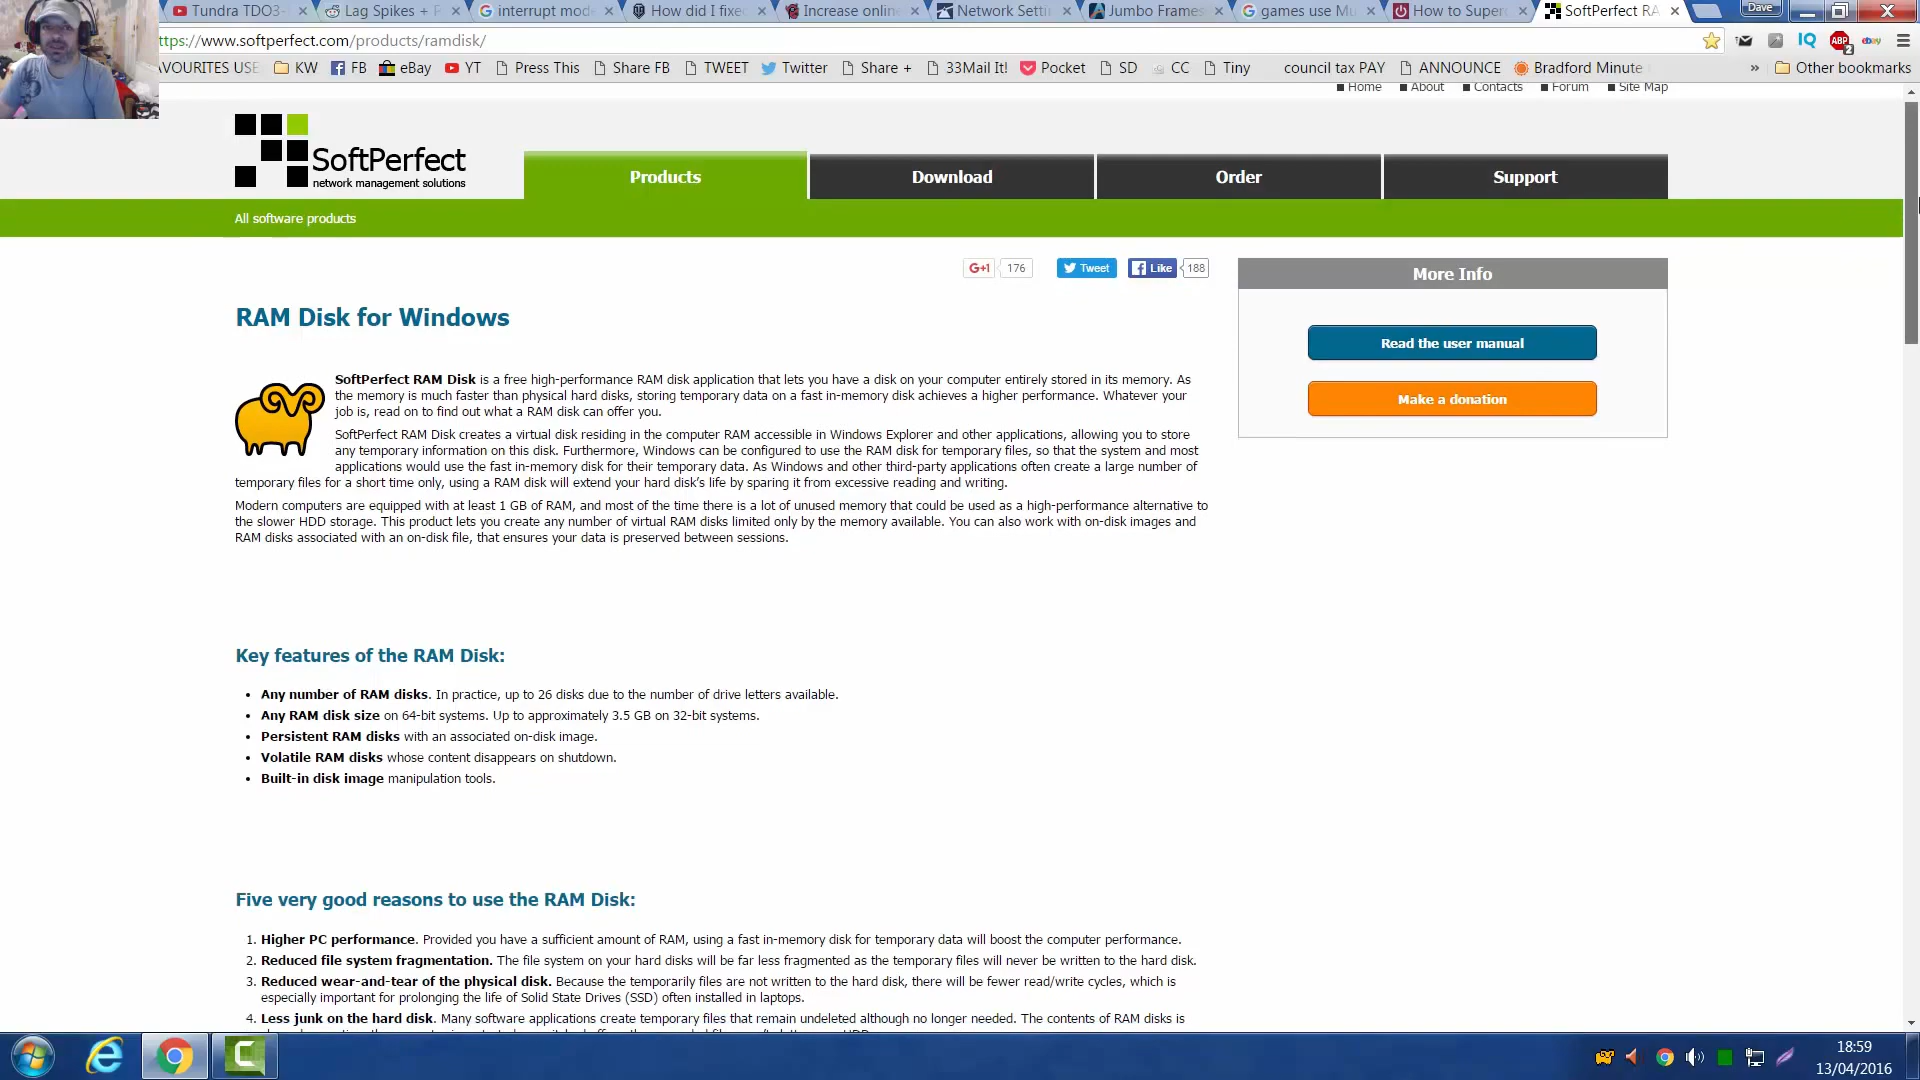 Tundra TDO3-
Lag Spikes + F
interrupt mode
How did I fixe
Increase online
Network Settin
Jumbo Frames
games use Mu
How to Superc
SoftPerfect RA
Dave
ttps://www.softperfect.com/products/ramdisk/
IQ
ABP
2
ebay
AVOURITES USE
KW
FB
eBay
YT
Press This
Share FB
TWEET
Twitter
Share +
33Mail It!
Pocket
SD
CC
Tiny
council tax PAY
ANNOUNCE
Bradford Minute
»
Other bookmarks
Home
About
Contacts
Forum
Site Map
SoftPerfect
network management solutions
Products
Download
Order
Support
All software products
G+1
176
Tweet
Like
188
More Info
Read the user manual
Make a donation
RAM Disk for Windows
SoftPerfect RAM Disk is a free high-performance RAM disk application that lets you have a disk on your computer entirely stored in its memory. As
the memory is much faster than physical hard disks, storing temporary data on a fast in-memory disk achieves a higher performance. Whatever your
job is, read on to find out what a RAM disk can offer you.
SoftPerfect RAM Disk creates a virtual disk residing in the computer RAM accessible in Windows Explorer and other applications, allowing you to store
any temporary information on this disk. Furthermore, Windows can be configured to use the RAM disk for temporary files, so that the system and most
applications would use the fast in-memory disk for their temporary data. As Windows and other third-party applications often create a large number of
temporary files for a short time only, using a RAM disk will extend your hard disk's life by sparing it from excessive reading and writing.
Modern computers are equipped with at least 1 GB of RAM, and most of the time there is a lot of unused memory that could be used as a high-performance alternative to
the slower HDD storage. This product lets you create any number of virtual RAM disks limited only by the memory available. You can also work with on-disk images and
RAM disks associated with an on-disk file, that ensures your data is preserved between sessions.
Key features of the RAM Disk:
• Any number of RAM disks. In practice, up to 26 disks due to the number of drive letters available.
• Any RAM disk size on 64-bit systems. Up to approximately 3.5 GB on 32-bit systems.
• Persistent RAM disks with an associated on-disk image.
• Volatile RAM disks whose content disappears on shutdown.
• Built-in disk image manipulation tools.
Five very good reasons to use the RAM Disk:
1. Higher PC performance. Provided you have a sufficient amount of RAM, using a fast in-memory disk for temporary data will boost the computer performance.
2. Reduced file system fragmentation. The file system on your hard disks will be far less fragmented as the temporary files will never be written to the hard disk.
3. Reduced wear-and-tear of the physical disk. Because the temporarily files are not written to the hard disk, there will be fewer read/write cycles, which is
especially important for prolonging the life of Solid State Drives (SSD) often installed in laptops.
4. Less junk on the hard disk. Many software applications create temporary files that remain undeleted although no longer needed. The contents of RAM disks is
18:59
13/04/2016